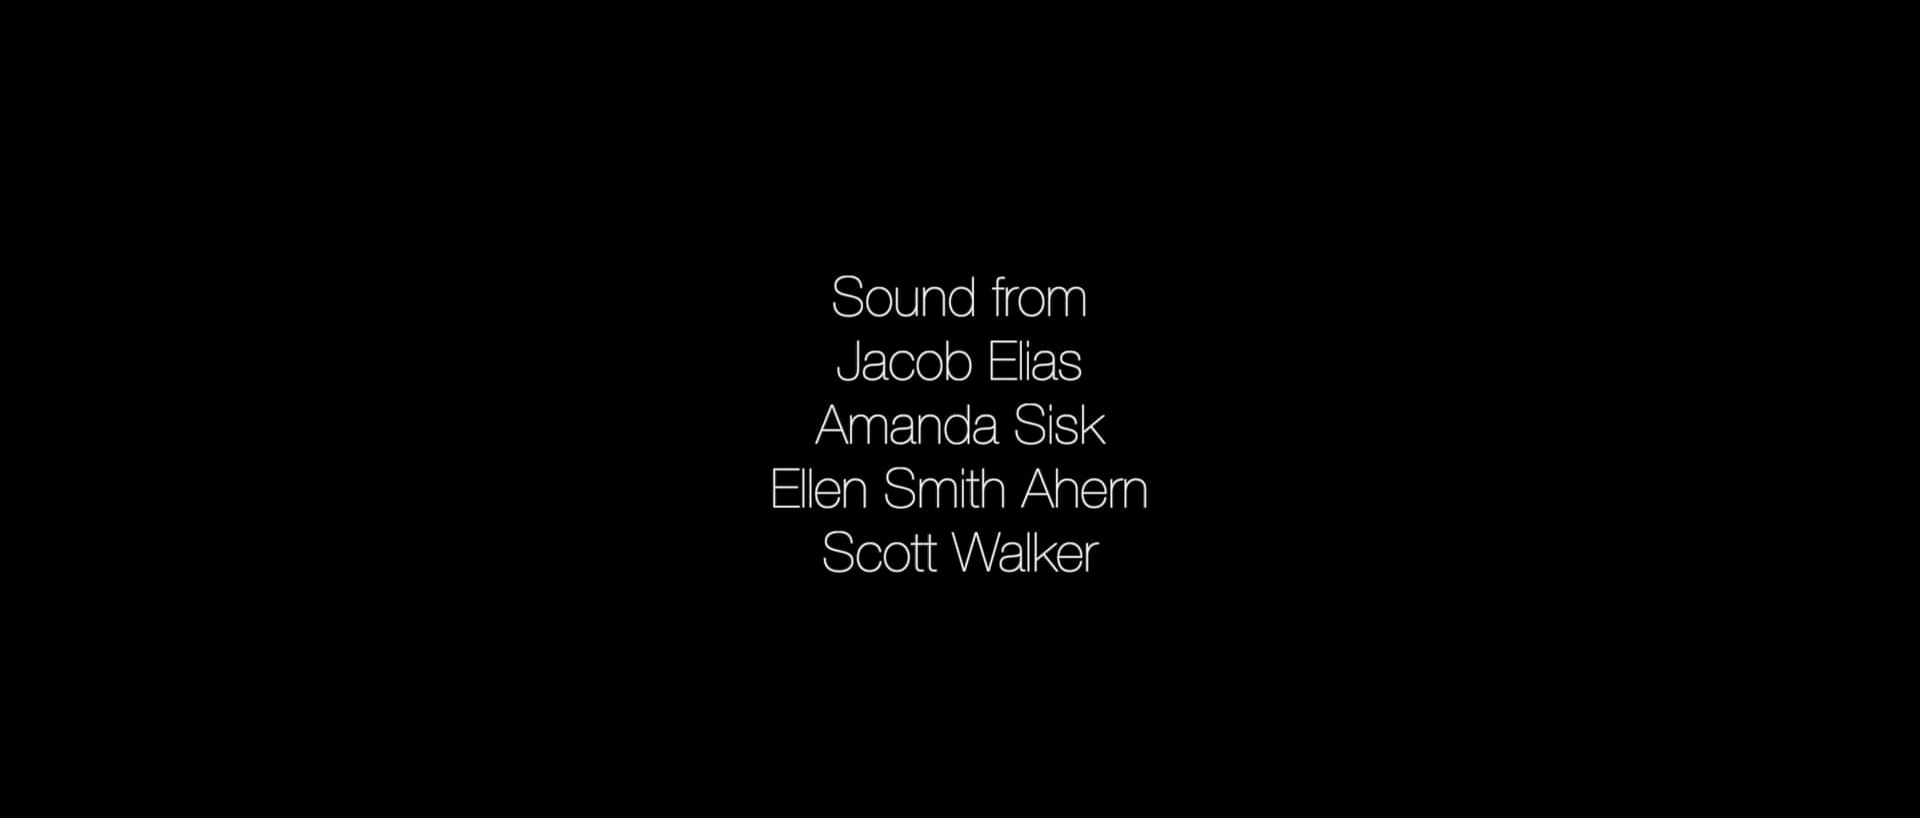 Sound from
Jacob Elias
Amanda Sisk
Ellen Smith Ahern
Scott Walker